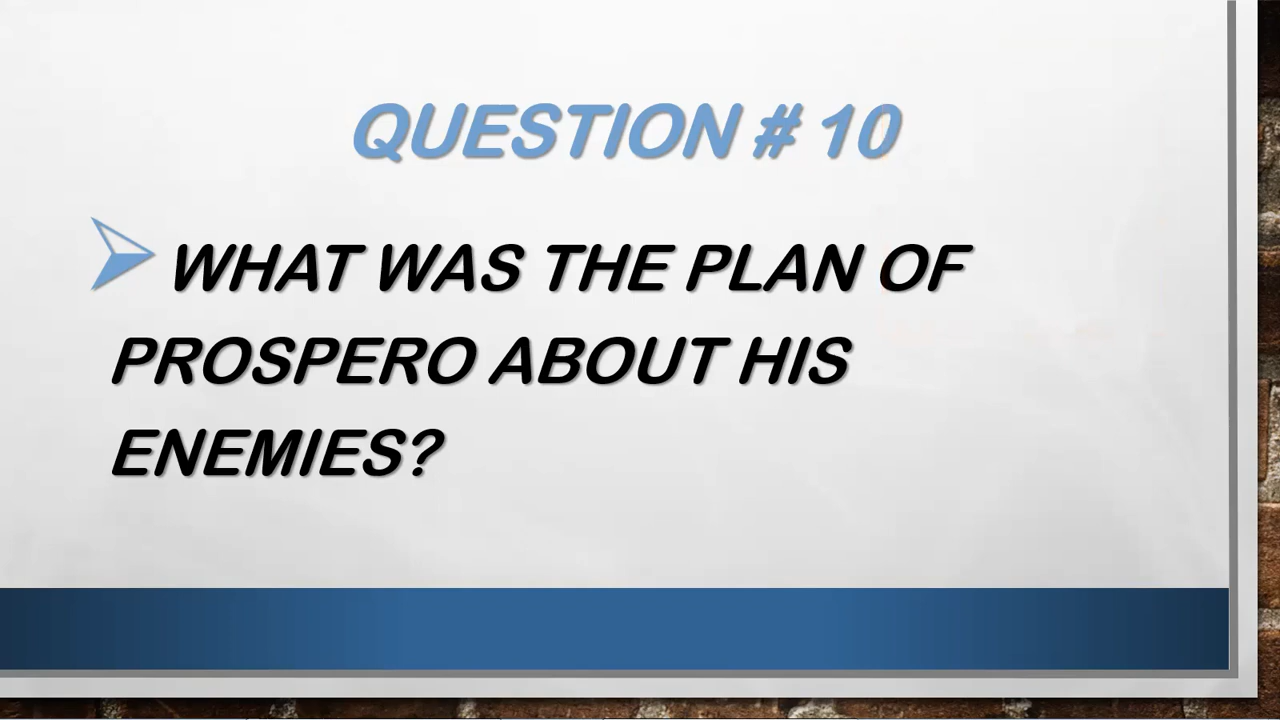 QUESTION # 10
WHAT WAS THE PLAN OF
PROSPERO ABOUT HIS
ENEMIES?